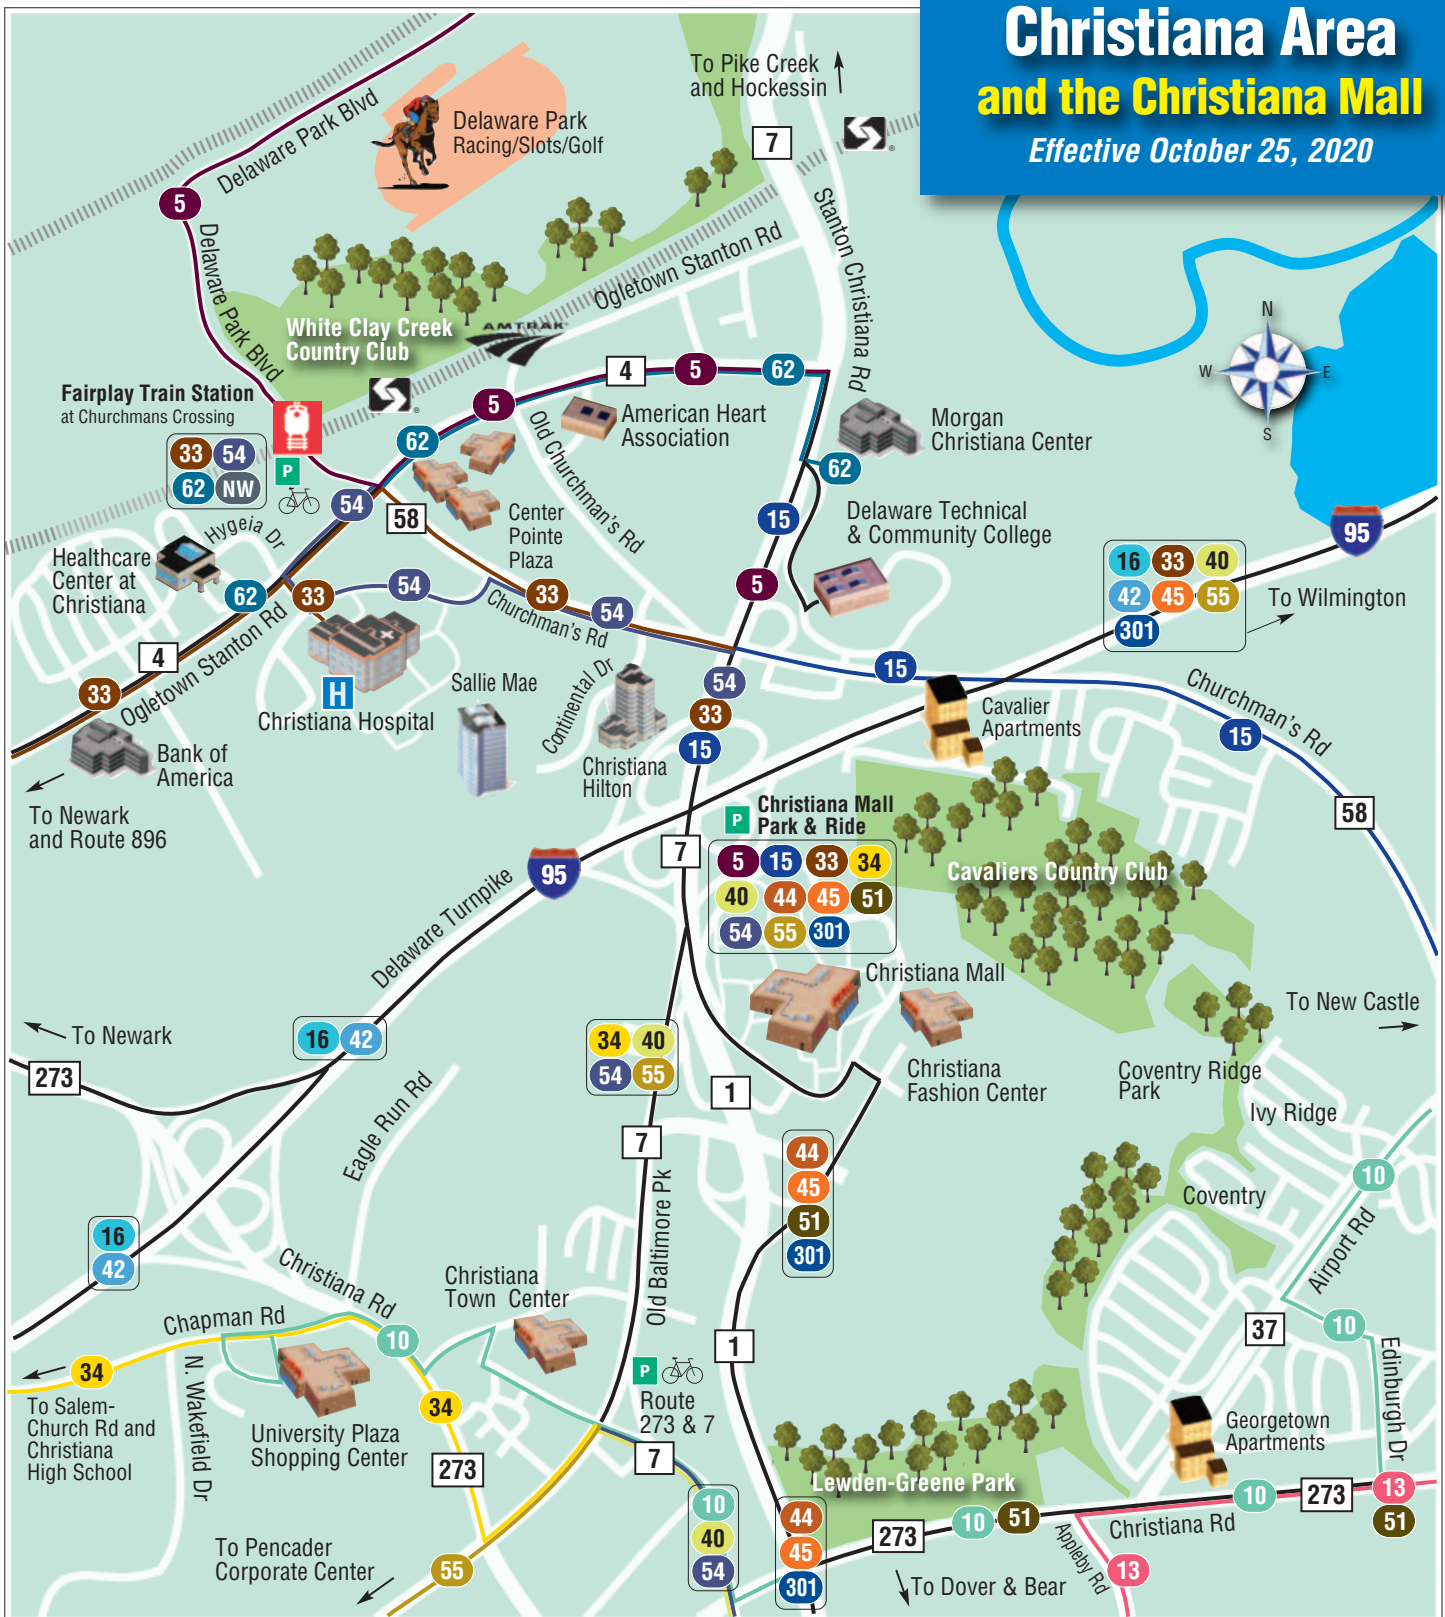 Christiana Area
and the Christiana Mall
Effective October 25, 2020
To Pike Creek
and Hockessin
7
Delaware Park Blvd
Delaware Park
Racing/Slots/Golf
5
Delaware Park Blvd
Stanton Christiana Rd
Ogletown Stanton Rd
White Clay Creek
Country Club
AMTRAK
N
W
E
S
Fairplay Train Station
at Churchmans Crossing
33 54
62 NW
P
4
5
62
5
62
American Heart
Association
Old Churchman's Rd
Morgan
Christiana Center
62
54
58
Center
Pointe
Plaza
15
Delaware Technical
& Community College
95
Hygeia Dr
Healthcare
Center at
Christiana
62
33
54
33
54
5
Churchman's Rd
16 33 40
42 45 55
301
To Wilmington
4
Ogletown Stanton Rd
33
H
Christiana Hospital
Sallie Mae
Continental Dr
Christiana
Hilton
54
33
15
15
Cavalier
Apartments
Churchman's Rd
15
58
Bank of
America
To Newark
and Route 896
P
Christiana Mall
Park & Ride
7
5 15 33 34
40 44 45 51
54 55 301
Cavaliers Country Club
95
Delaware Turnpike
Christiana Mall
To New Castle
To Newark
16 42
273
34 40
54 55
1
Christiana
Fashion Center
Coventry Ridge
Park
Ivy Ridge
Eagle Run Rd
7
44
45
51
301
Coventry
10
Airport Rd
16
42
Christiana Rd
Old Baltimore Pk
Christiana
Town Center
Chapman Rd
10
1
37
10
Edinburgh Dr
34
To Salem-
Church Rd and
Christiana
High School
N. Wakefield Dr
University Plaza
Shopping Center
34
P
Route
273 & 7
7
273
Georgetown
Apartments
Lewden-Greene Park
10
40
54
44
45
301
273
10
51
10
273
13
51
Christiana Rd
Appleby Rd
13
To Pencader
Corporate Center
55
To Dover & Bear